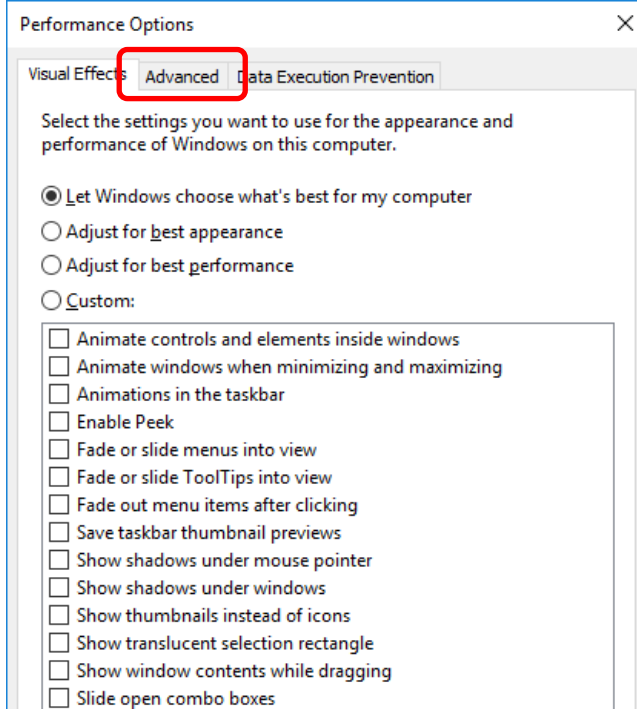 Performance Options
Visual Effects Advanced Data Execution Prevention
Select the settings you want to use for the appearance and
performance of Windows on this computer.
Let Windows choose what's best for my computer
Adjust for best appearance
Adjust for best performance
Custom:
Animate controls and elements inside windows
Animate windows when minimizing and maximizing
Animations in the taskbar
Enable Peek
Fade or slide menus into view
Fade or slide ToolTips into view
Fade out menu items after clicking
Save taskbar thumbnail previews
Show shadows under mouse pointer
Show shadows under windows
Show thumbnails instead of icons
Show translucent selection rectangle
Show window contents while dragging
Slide open combo boxes